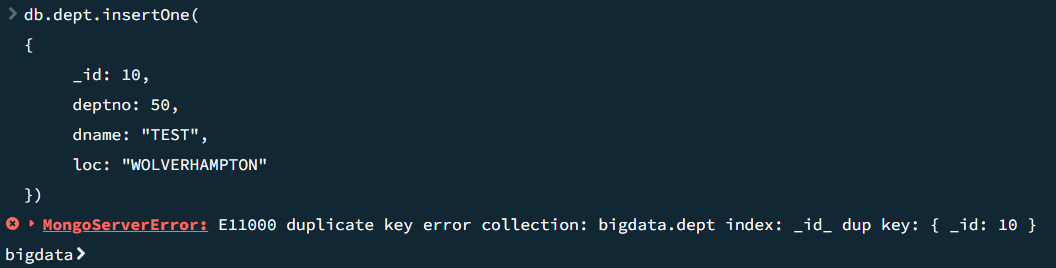 > db.dept.insertOne(
{
_id: 10,
deptno: 50,
dname: "TEST",
loc: "WOLVERHAMPTON"
})
MongoServerError: E11000 duplicate key error collection: bigdata.dept index: _id_ dup key: { _id: 10 }
bigdata>